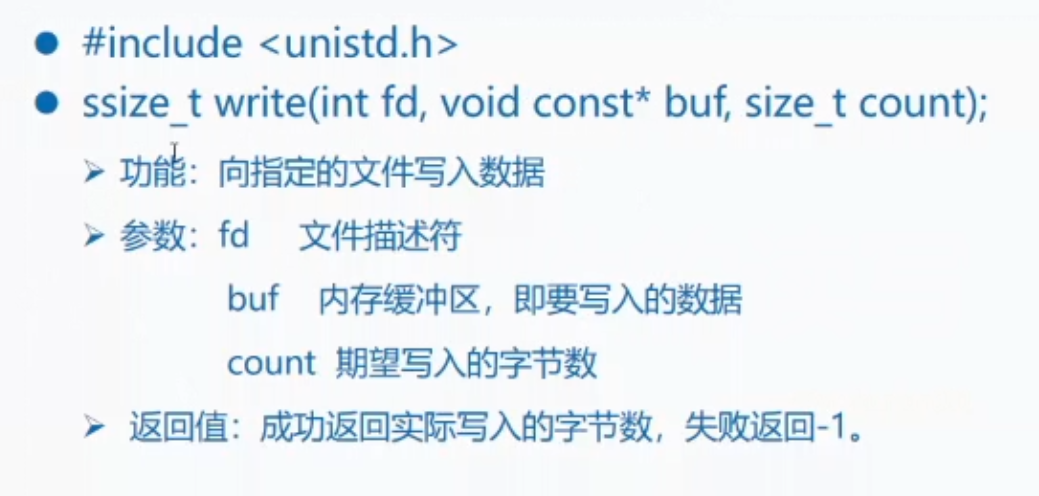 #include <unistd.h>
ssize_t write(int fd, void const* buf, size_t count);
功能：向指定的文件写入数据
参数：fd 文件描述符
buf 内存缓冲区，即要写入的数据
count 期望写入的字节数
返回值：成功返回实际写入的字节数，失败返回-1。